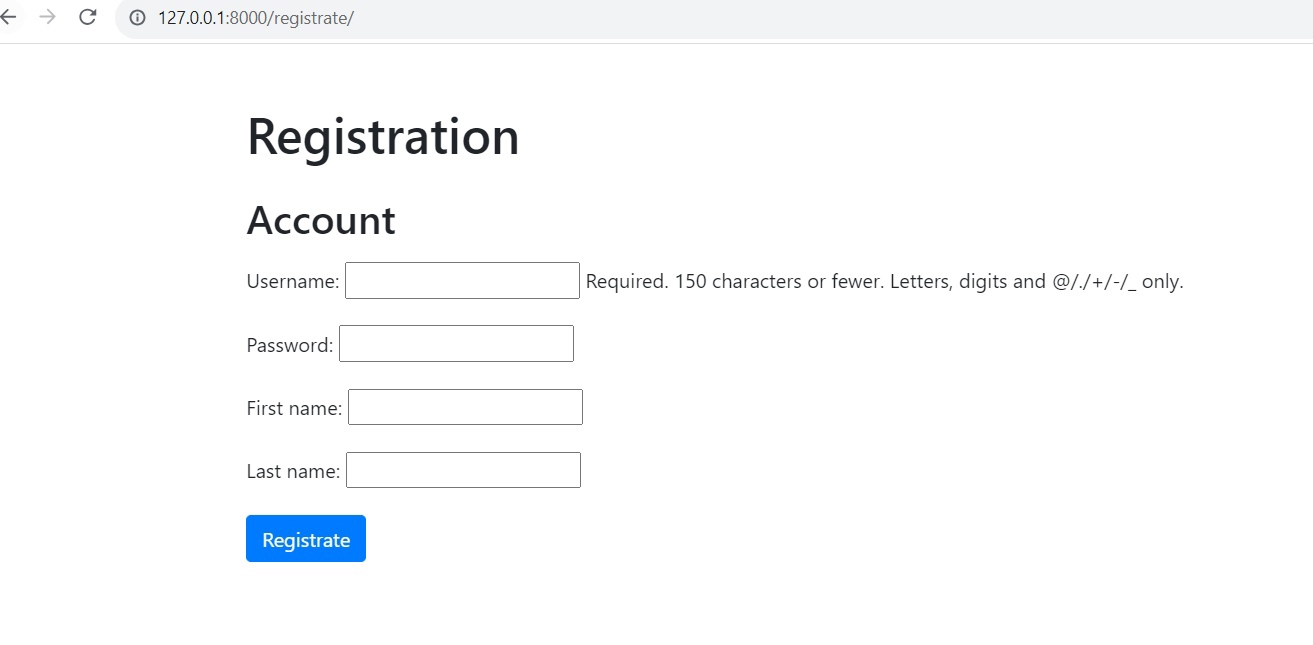 127.0.0.1:8000/registrate/
Registration
Account
Username: Required. 150 characters or fewer. Letters, digits and @/./+/-/_ only.
Password:
First name:
Last name:
Registrate